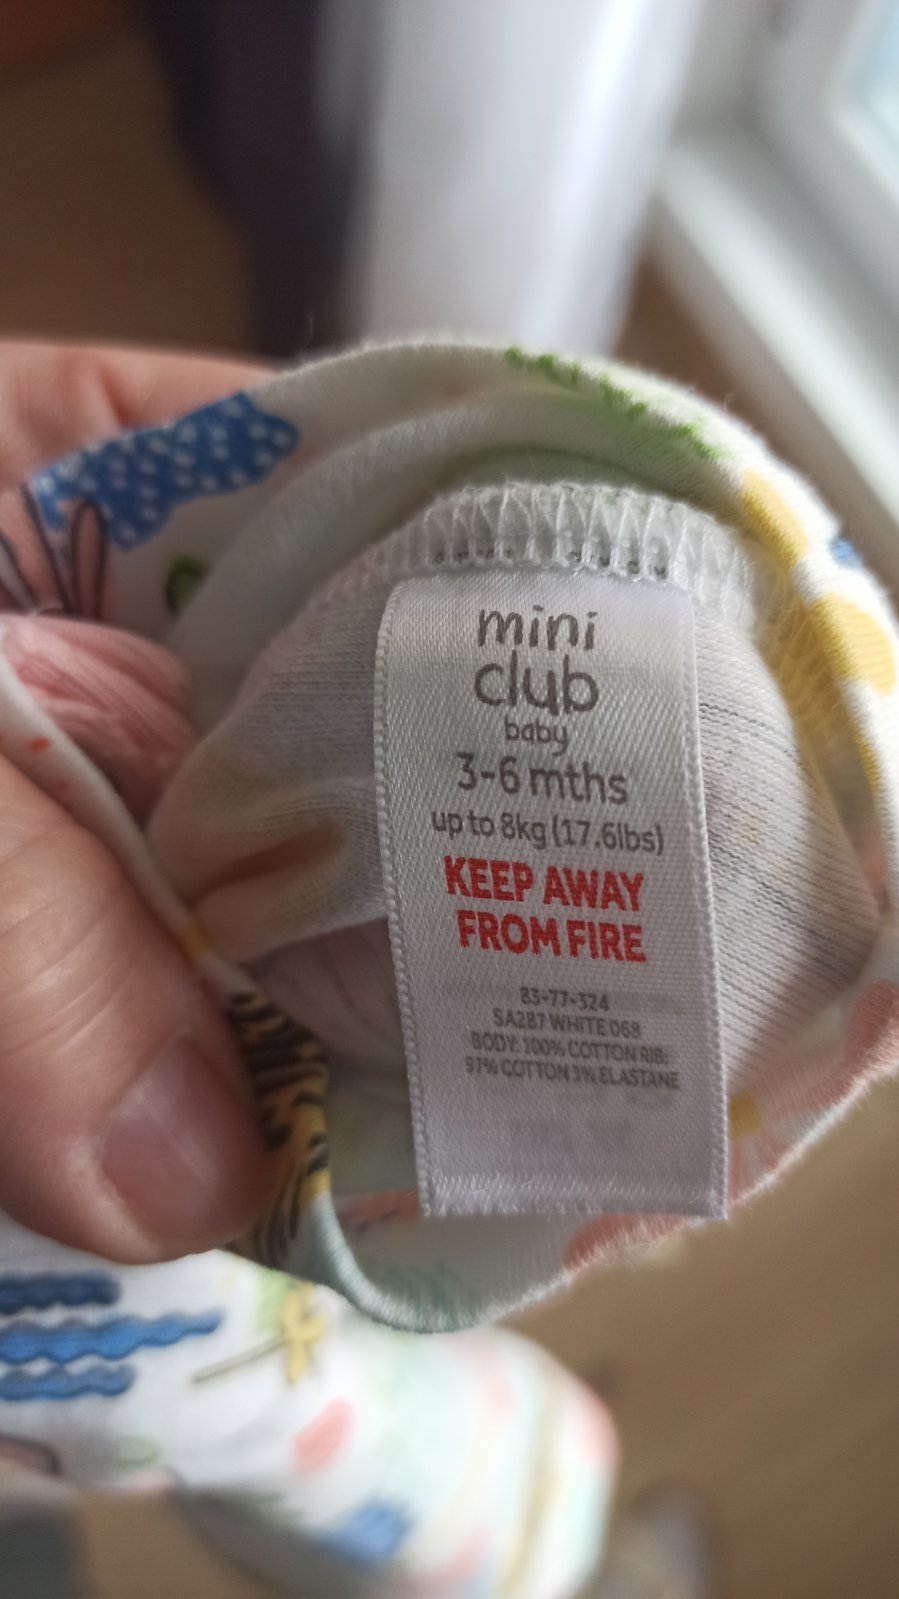 mini
club
baby
3-6 mths
up to 8kg (17.6lbs)
KEEP AWAY
FROM FIRE
83-77-324
SA287 WHITE 068
BODY: 100% COTTON RIB:
97% COTTON 3% ELASTANE